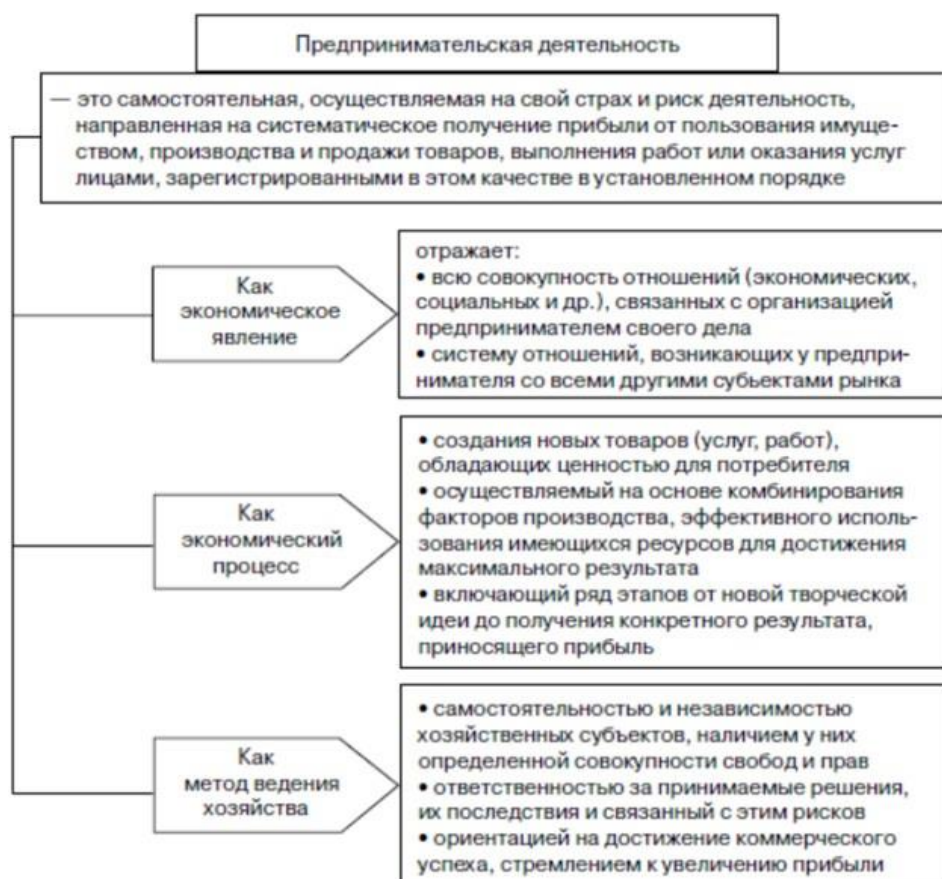 Предпринимательская деятельность
— это самостоятельная, осуществляемая на свой страх и риск деятельность,
направленная на систематическое получение прибыли от пользования имуще-
ством, производства и продажи товаров, выполнения работ или оказания услуг
лицами, зарегистрированными в этом качестве в установленном порядке
Как
экономическое
явление
отражает:
• всю совокупность отношений (экономических,
социальных и др.), связанных с организацией
предпринимателем своего дела
• систему отношений, возникающих у предпри-
нимателя со всеми другими субъектами рынка
Как
экономический
процесс
• создания новых товаров (услуг, работ),
обладающих ценностью для потребителя
• осуществляемый на основе комбинирования
факторов производства, эффективного исполь-
зования имеющихся ресурсов для достижения
максимального результата
• включающий ряд этапов от новой творческой
идеи до получения конкретного результата,
приносящего прибыль
Как
метод ведения
хозяйства
• самостоятельностью и независимостью
хозяйственных субъектов, наличием у них
определенной совокупности свобод и прав
• ответственностью за принимаемые решения,
их последствия и связанный с этим рисков
• ориентацией на достижение коммерческого
успеха, стремлением к увеличению прибыли